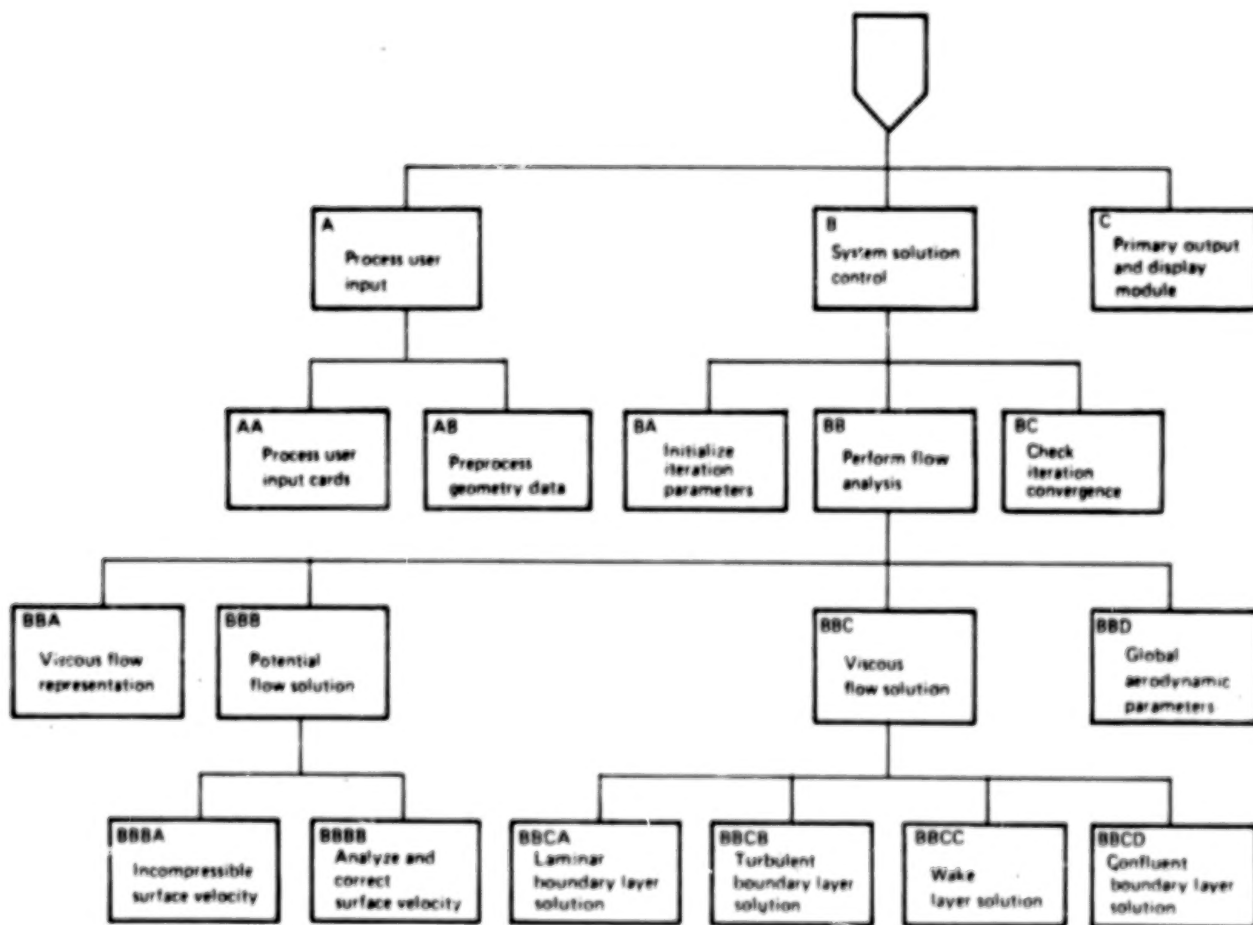 A
Process user
input
B
System solution
control
C
Primary output
and display
module
AA
Process user
input cards
AB
Preprocess
geometry data
BA
Initialize
iteration
parameters
BB
Perform flow
analysis
BC
Check
iteration
convergence
BBA
Viscous flow
representation
BBB
Potential
flow solution
BBC
Viscous
flow solution
BBD
Global
aerodynamic
parameters
BBBA
Incompressible
surface velocity
BBBB
Analyze and
correct
surface velocity
BBCA
Laminar
boundary layer
solution
BBCB
Turbulent
boundary layer
solution
BBCC
Wake
layer solution
BBCD
Confluent
boundary layer
solution